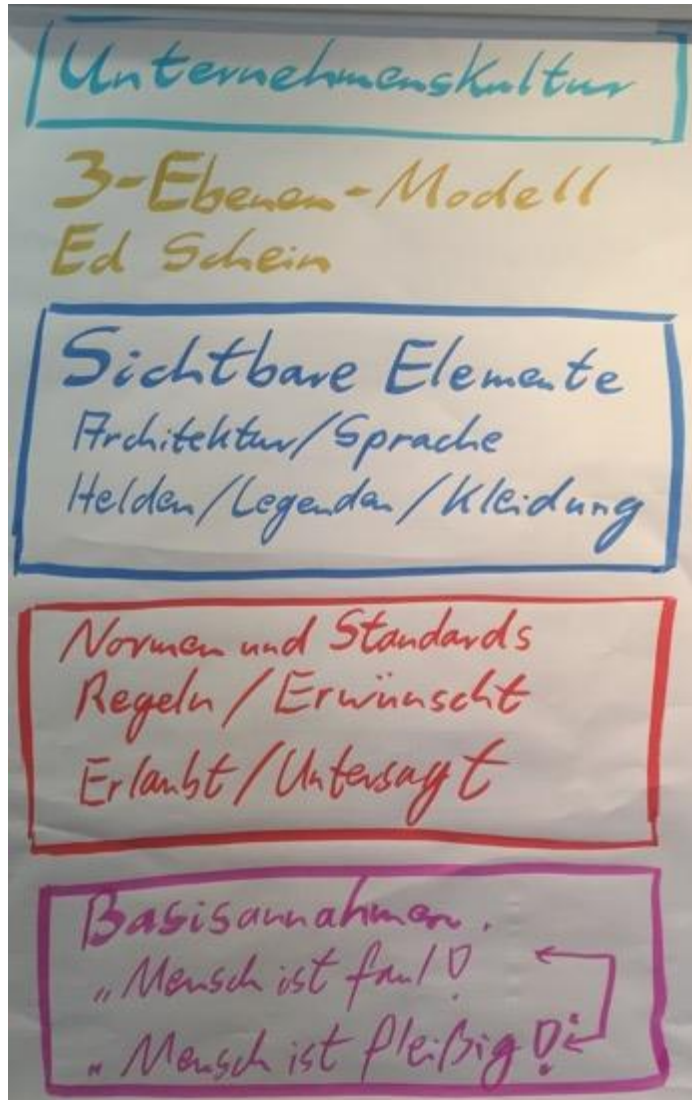 Unternehmenskultur
3-Ebenen-Modell
Ed Schein
Sichtbare Elemente
Architektur/Sprache
Helden/Legenden/Kleidung
Normen und Standards
Regeln/Erwünscht
Erlaubt/Untersagt
Basisannahmen.
„Mensch ist faul!
„Mensch ist fleißig!"